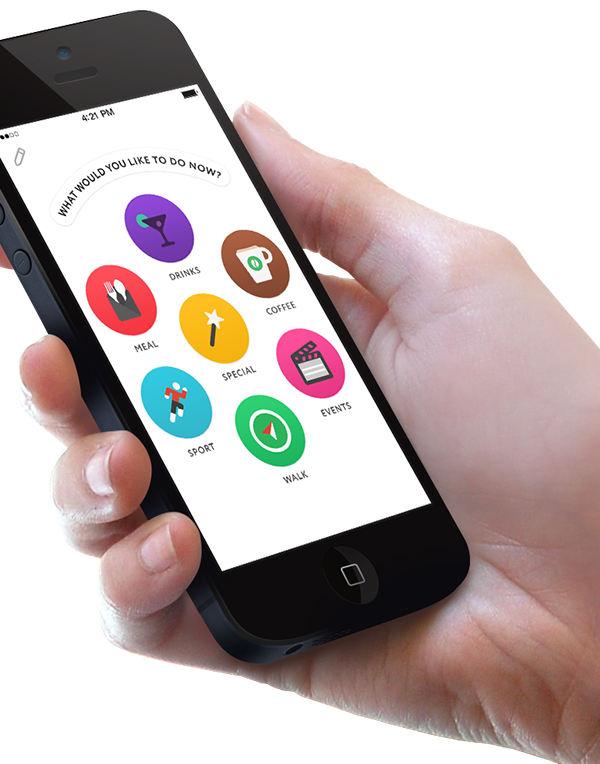 4:21 PM
WHAT WOULD YOU LIKE TO DO NOW?
DRINKS
COFFEE
MEAL
SPECIAL
EVENTS
SPORT
WALK